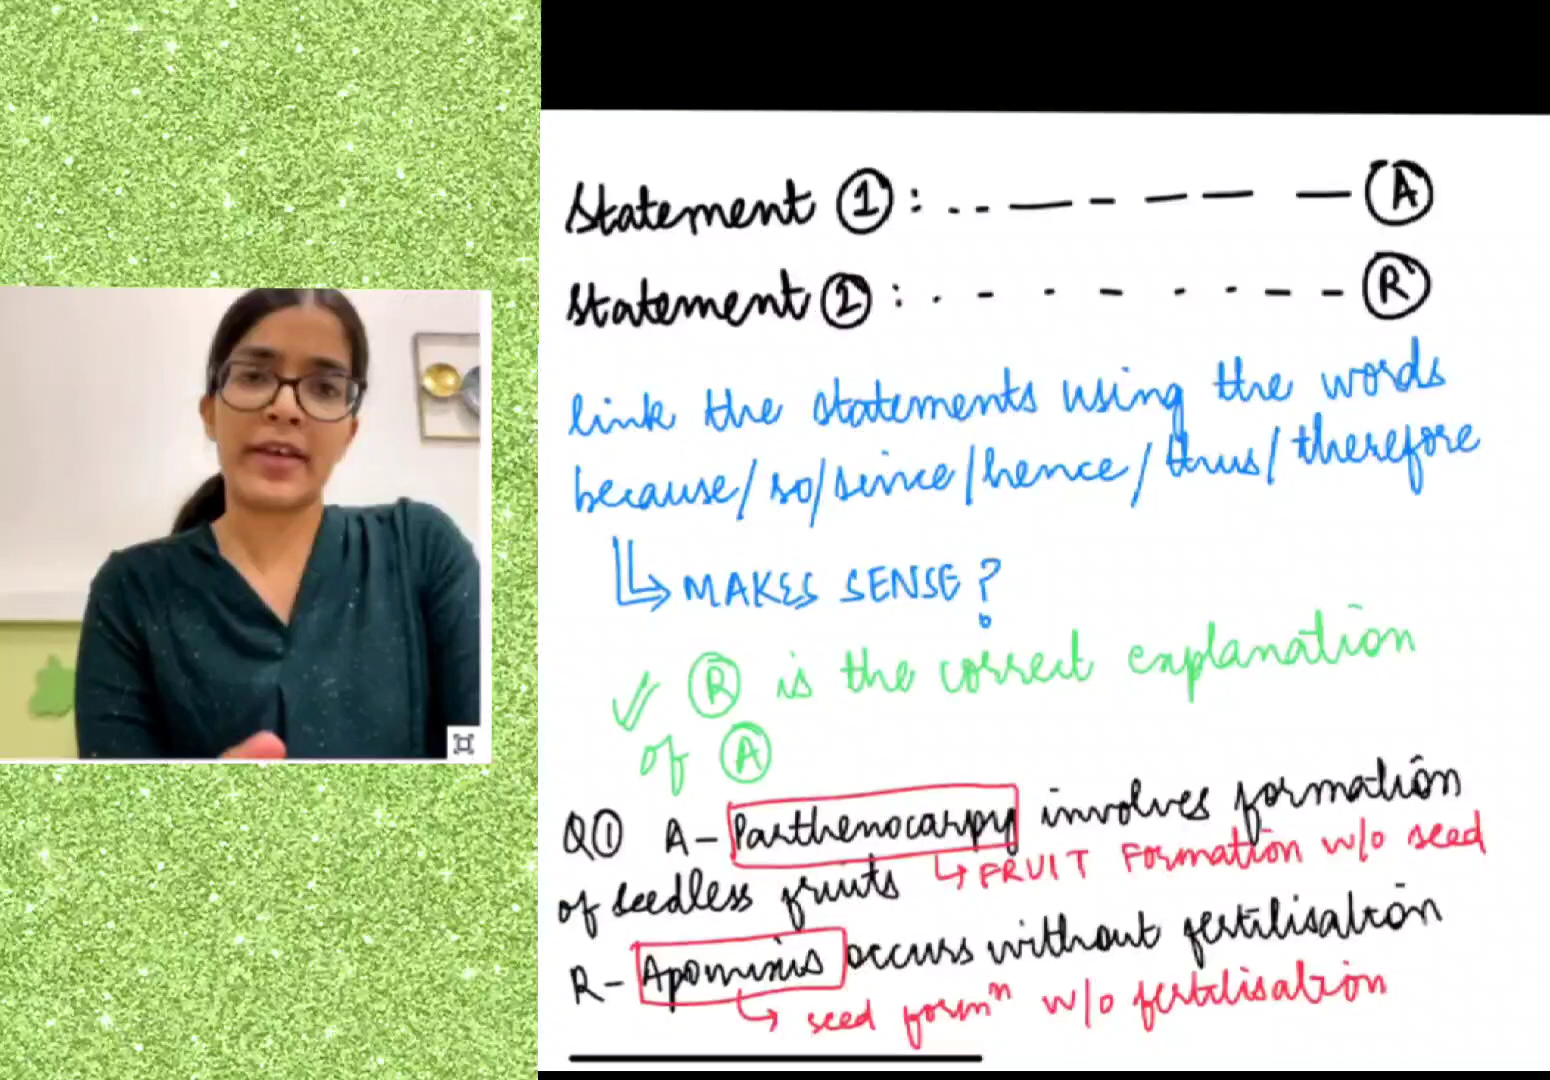 Statement ① : ..—-—— — Ⓐ
Statement ② : . - . - . . - - Ⓡ
link the statements using the words
because/so/since/hence/thus/therefore
↳ MAKES SENSE ?
✓ Ⓡ is the correct explanation
of Ⓐ
Q① A- Parthenocarpy involves formation
of seedless fruits ↳ FRUIT Formation w/o seed
R- Apomixis occurs without fertilisation
↳ seed formⁿ w/o fertilisation